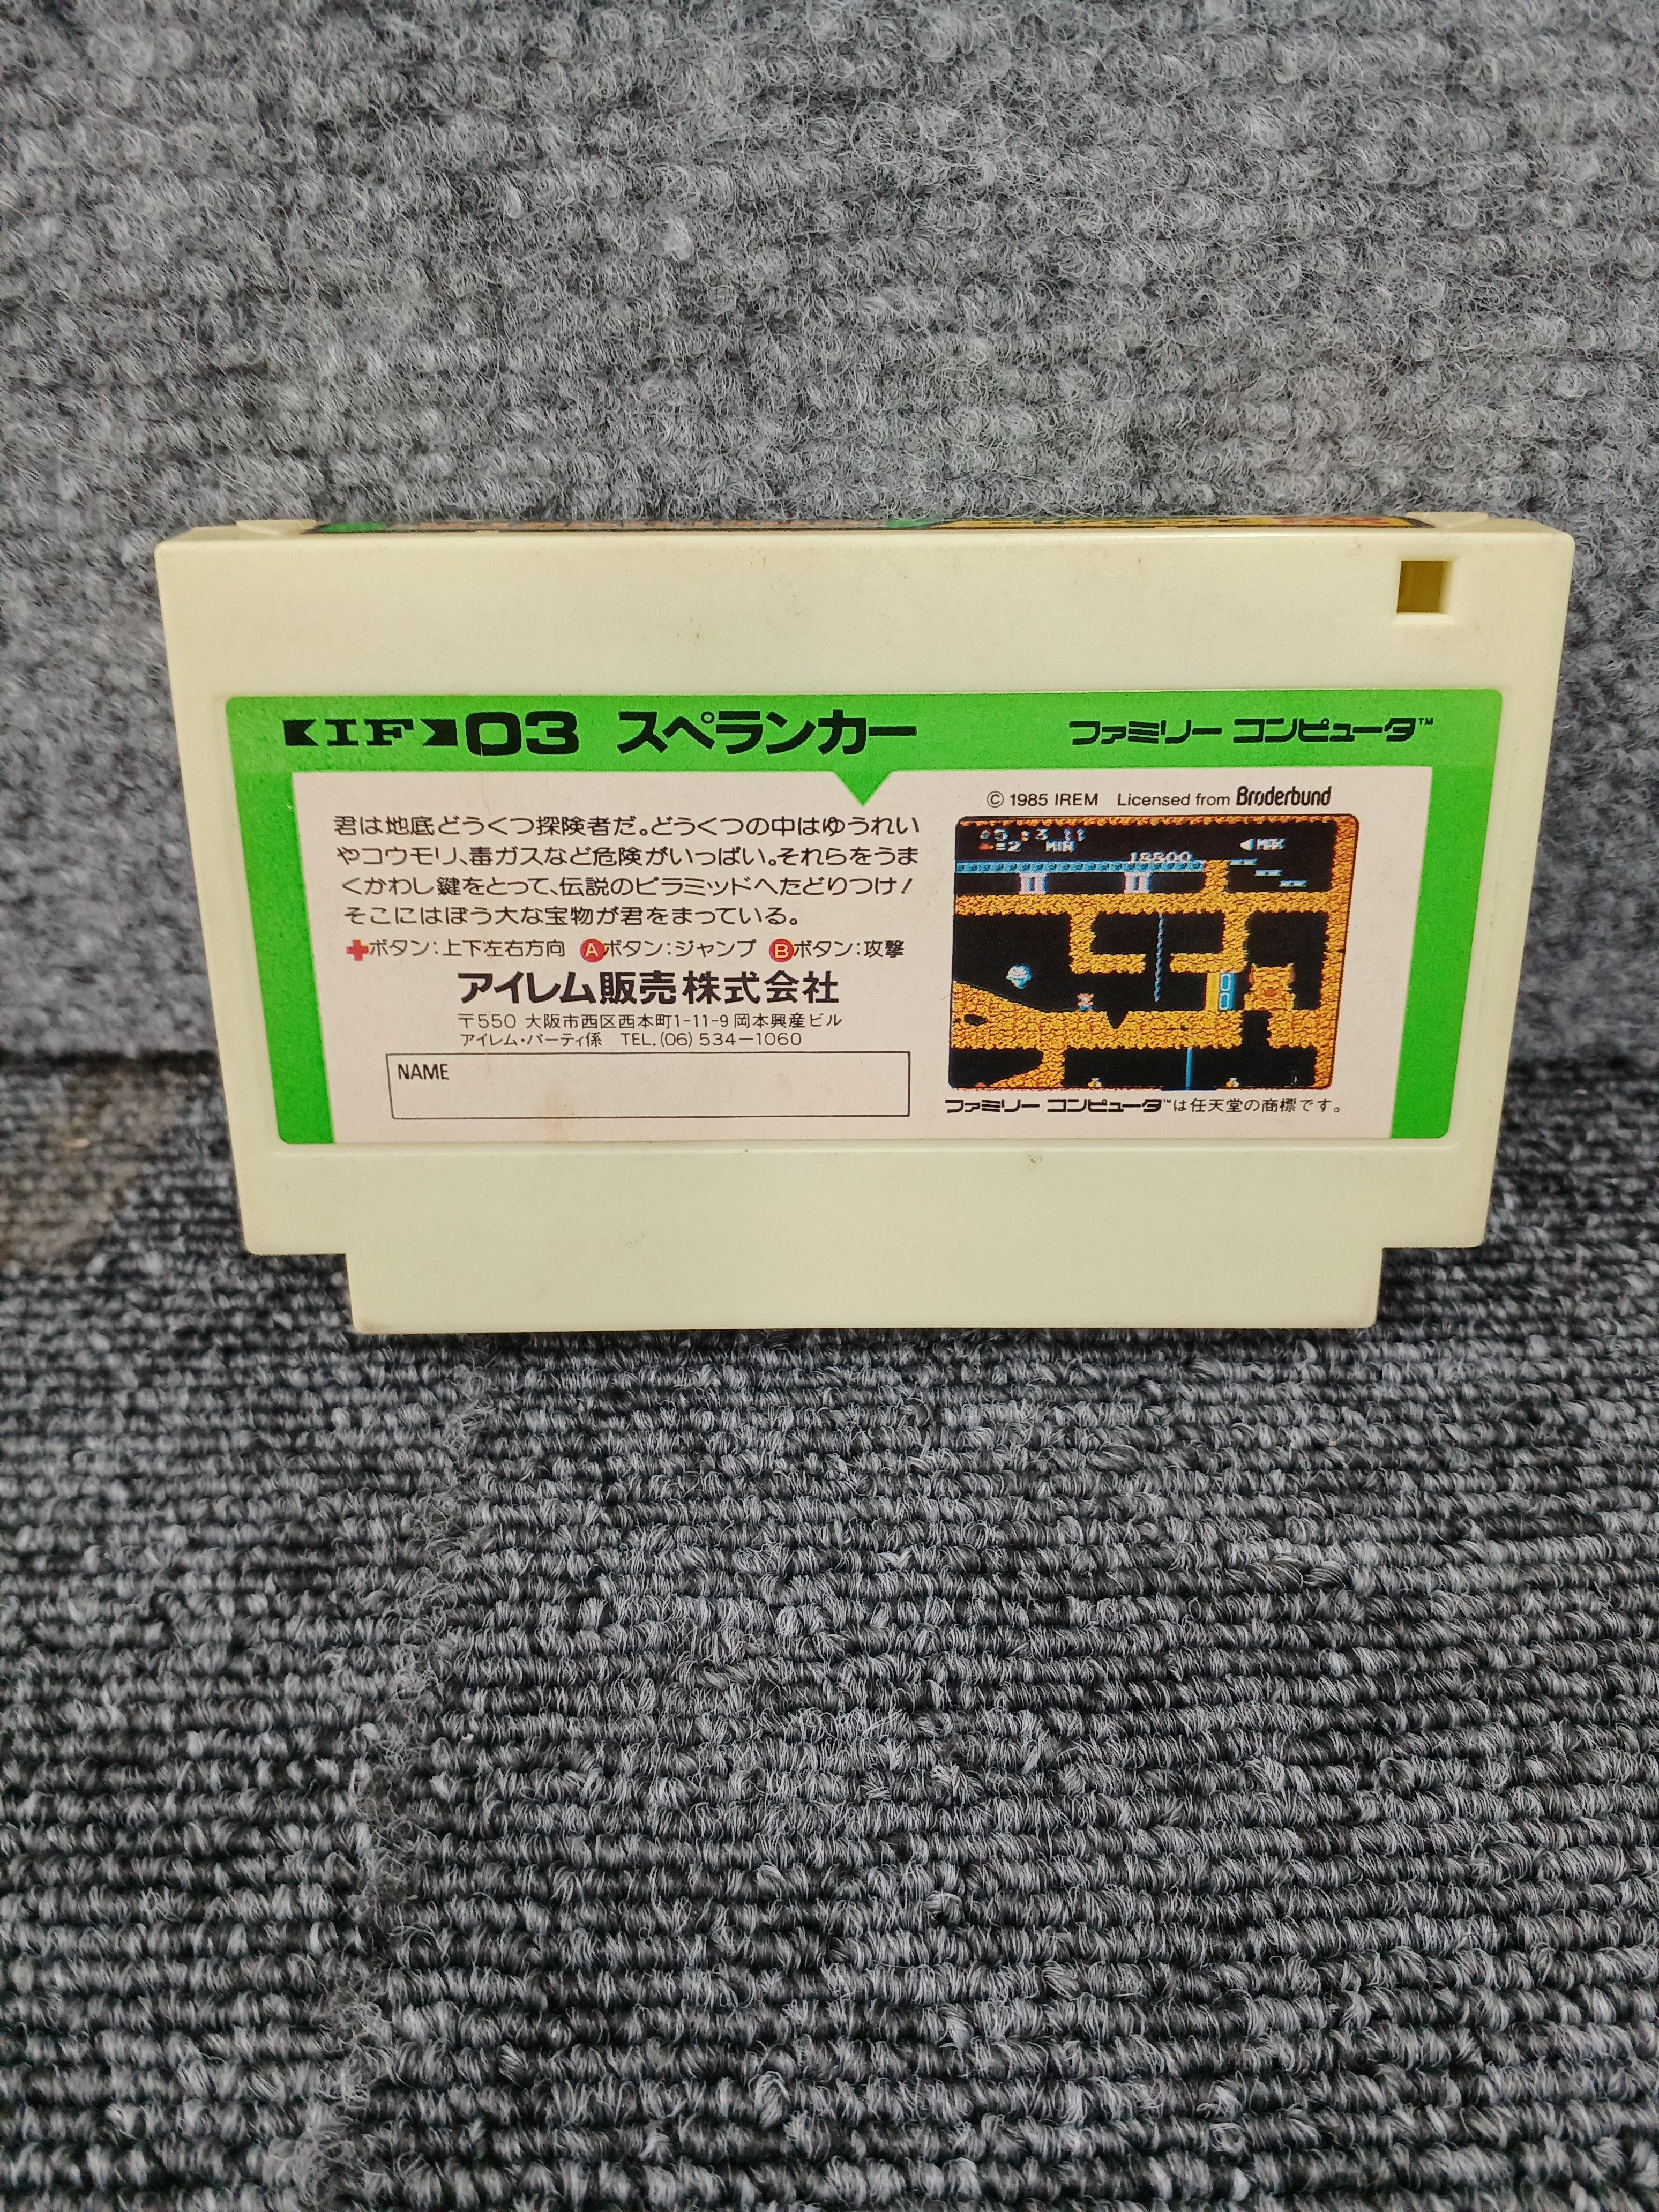 IF 03 スペランカー
ファミリー コンピュータ™
君は地底どうくつ探険者だ。どうくつの中はゆうれい
やコウモリ、毒ガスなど危険がいっぱい。それらをうま
くかわし鍵をとって、伝説のピラミッドへたどりつけ!
そこにはぼう大な宝物が君をまっている。
ボタン:上下左右方向 Aボタン:ジャンプ Bボタン:攻撃
アイレム販売株式会社
〒550 大阪市西区西本町1-11-9 岡本興産ビル
アイレム・パーティ係 TEL.(06)534-1060
NAME
© 1985 IREM Licensed from Brøderbund
MIN
18800
MAX
ファミリー コンピュータ™は任天堂の商標です。